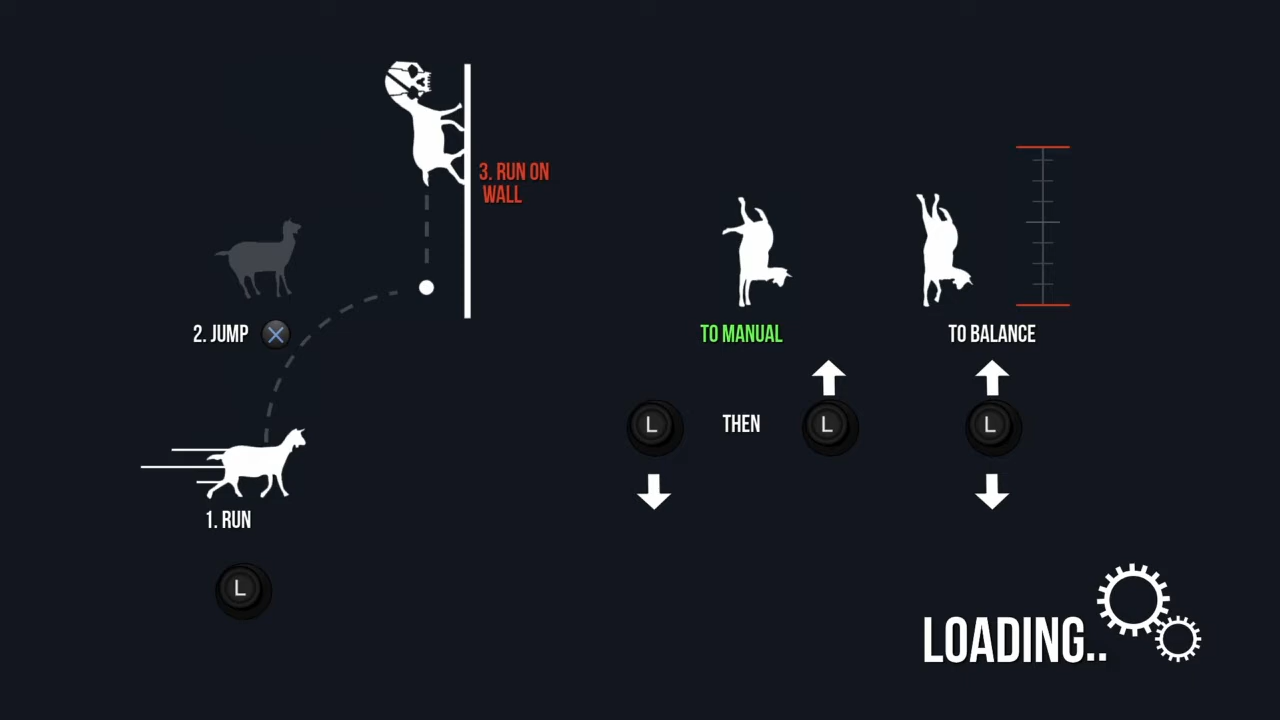 3. RUN ON
WALL
2. JUMP
1. RUN
L
TO MANUAL
TO BALANCE
L
THEN
L
L
LOADING..